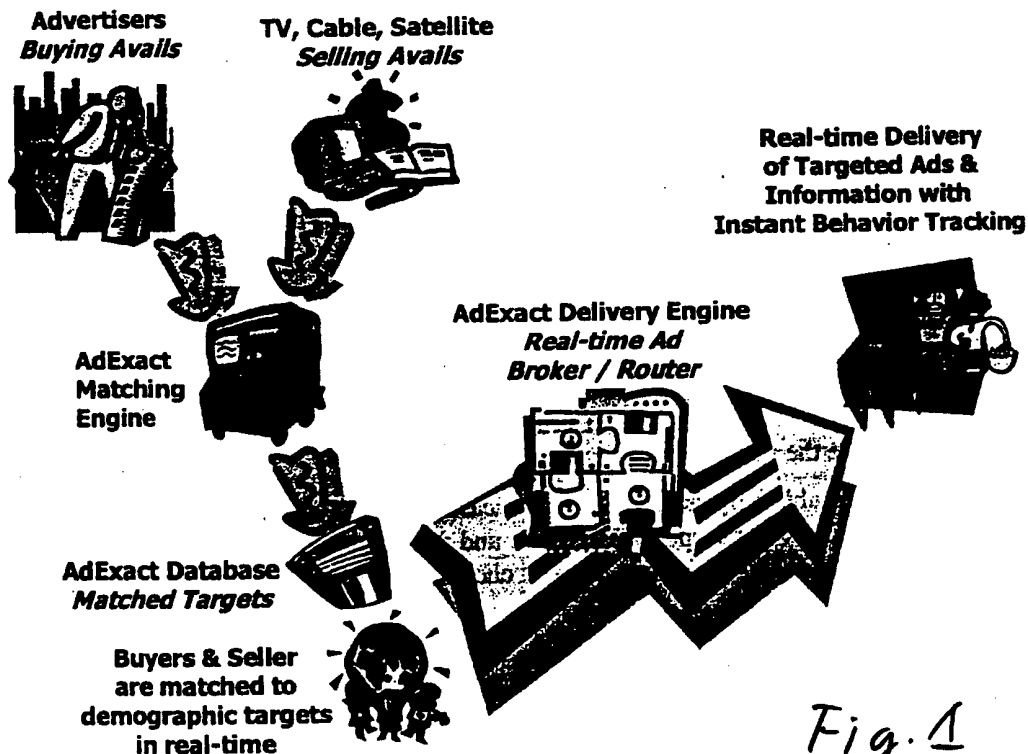 Advertisers
Buying Avails
TV, Cable, Satellite
Selling Avails
Real-time Delivery
of Targeted Ads &
Information with
Instant Behavior Tracking
AdExact Delivery Engine
Real-time Ad
Broker / Router
AdExact
Matching
Engine
AdExact Database
Matched Targets
Buyers & Seller
are matched to
demographic targets
in real-time
Fig. 1